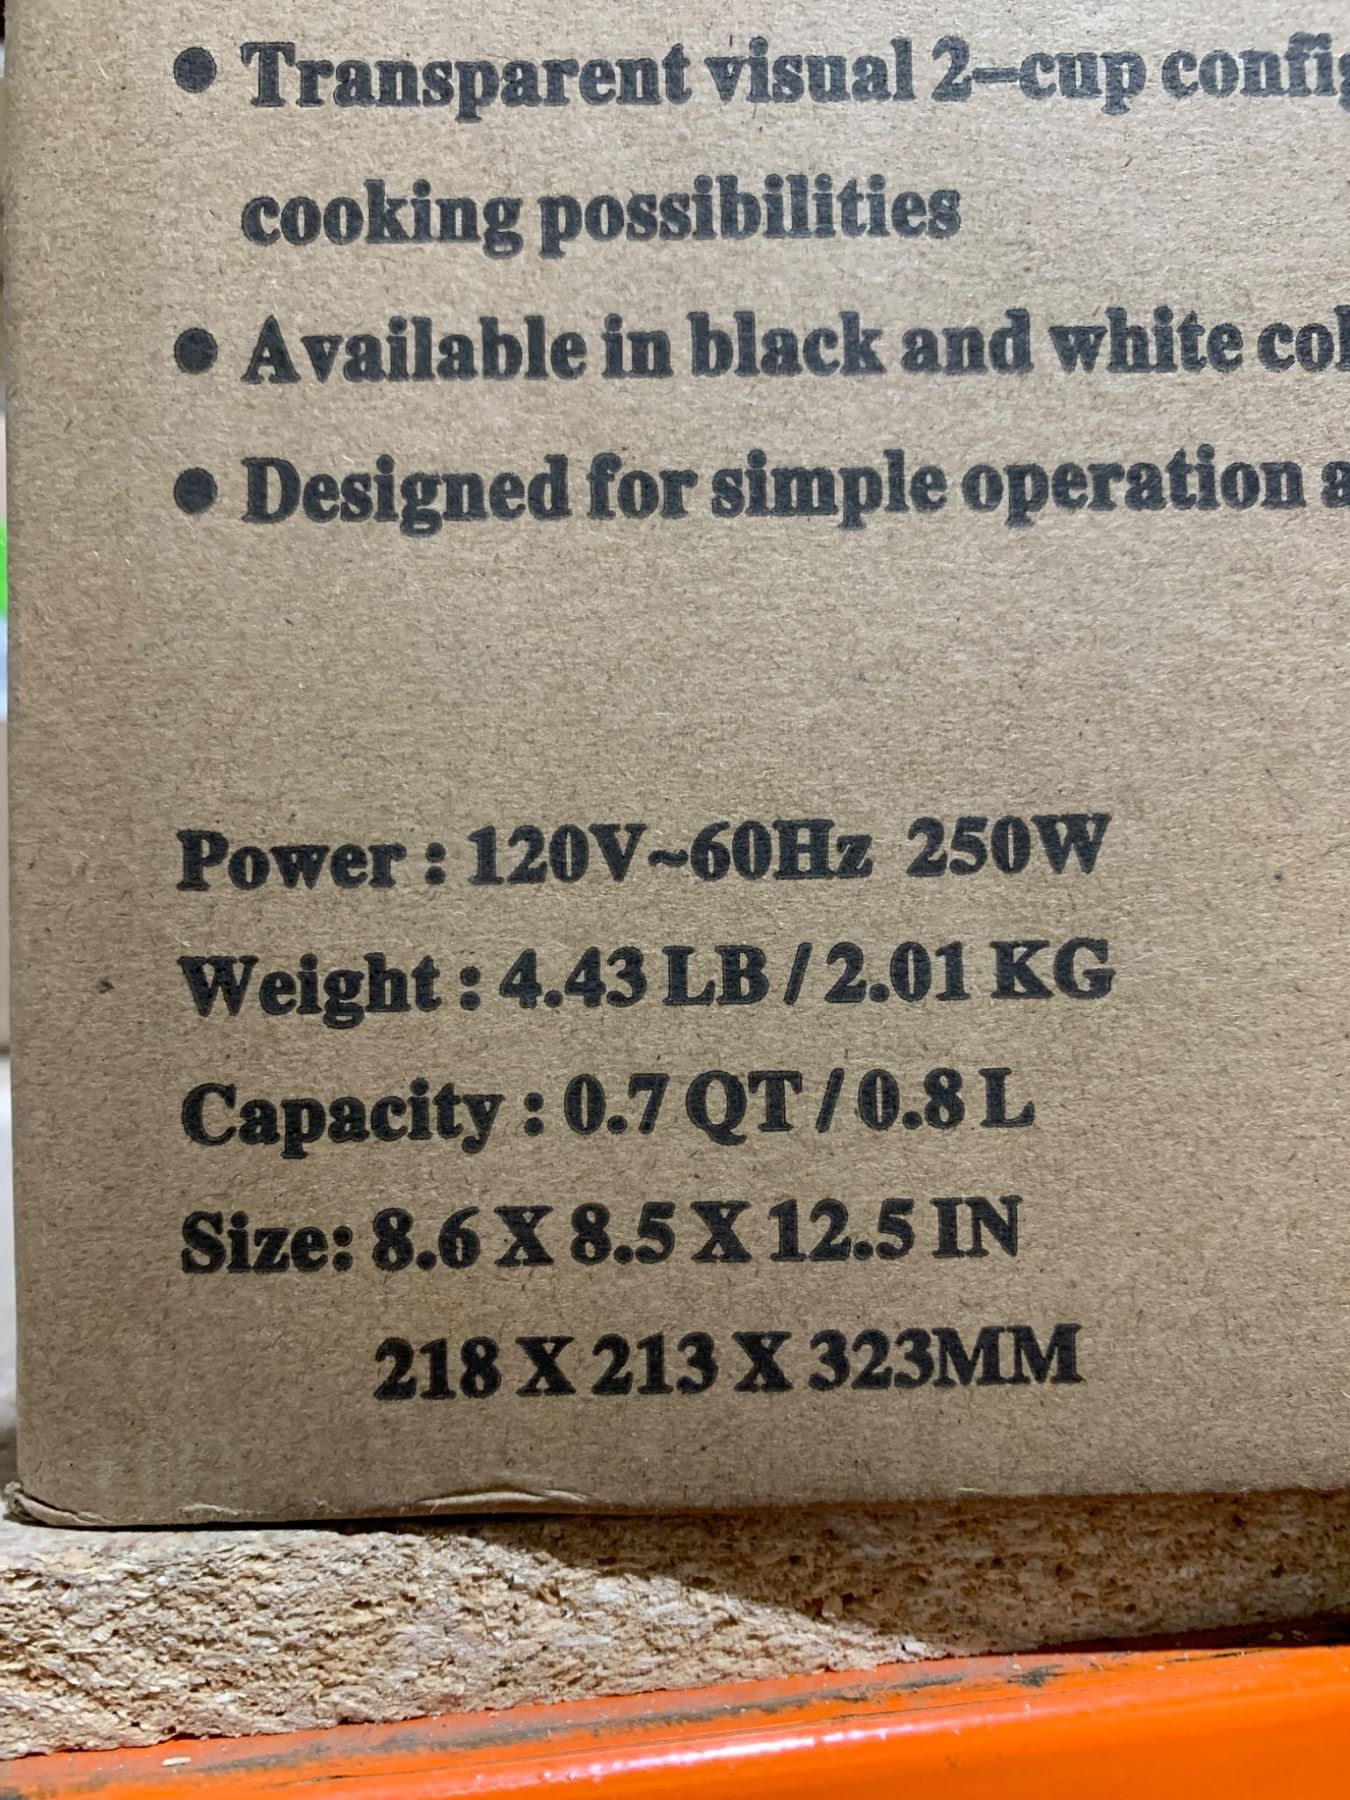 • Transparent visual 2–cup
cooking possibilities
• Available in black and white
• Designed for simple operation
Power : 120V~60Hz 250W
Weight : 4.43 LB / 2.01 KG
Capacity : 0.7 QT / 0.8 L
Size: 8.6 X 8.5 X 12.5 IN
218 X 213 X 323MM